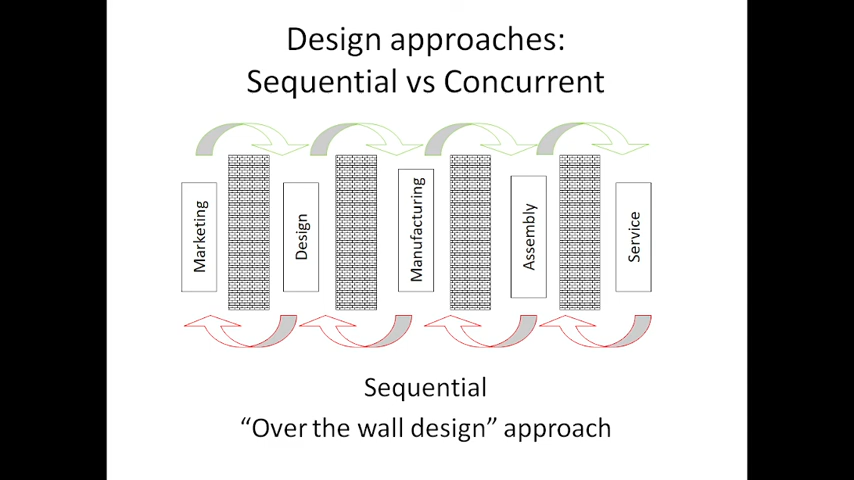 Design approaches:
Sequential vs Concurrent
Marketing
Design
Manufacturing
Assembly
Service
Sequential
“Over the wall design” approach